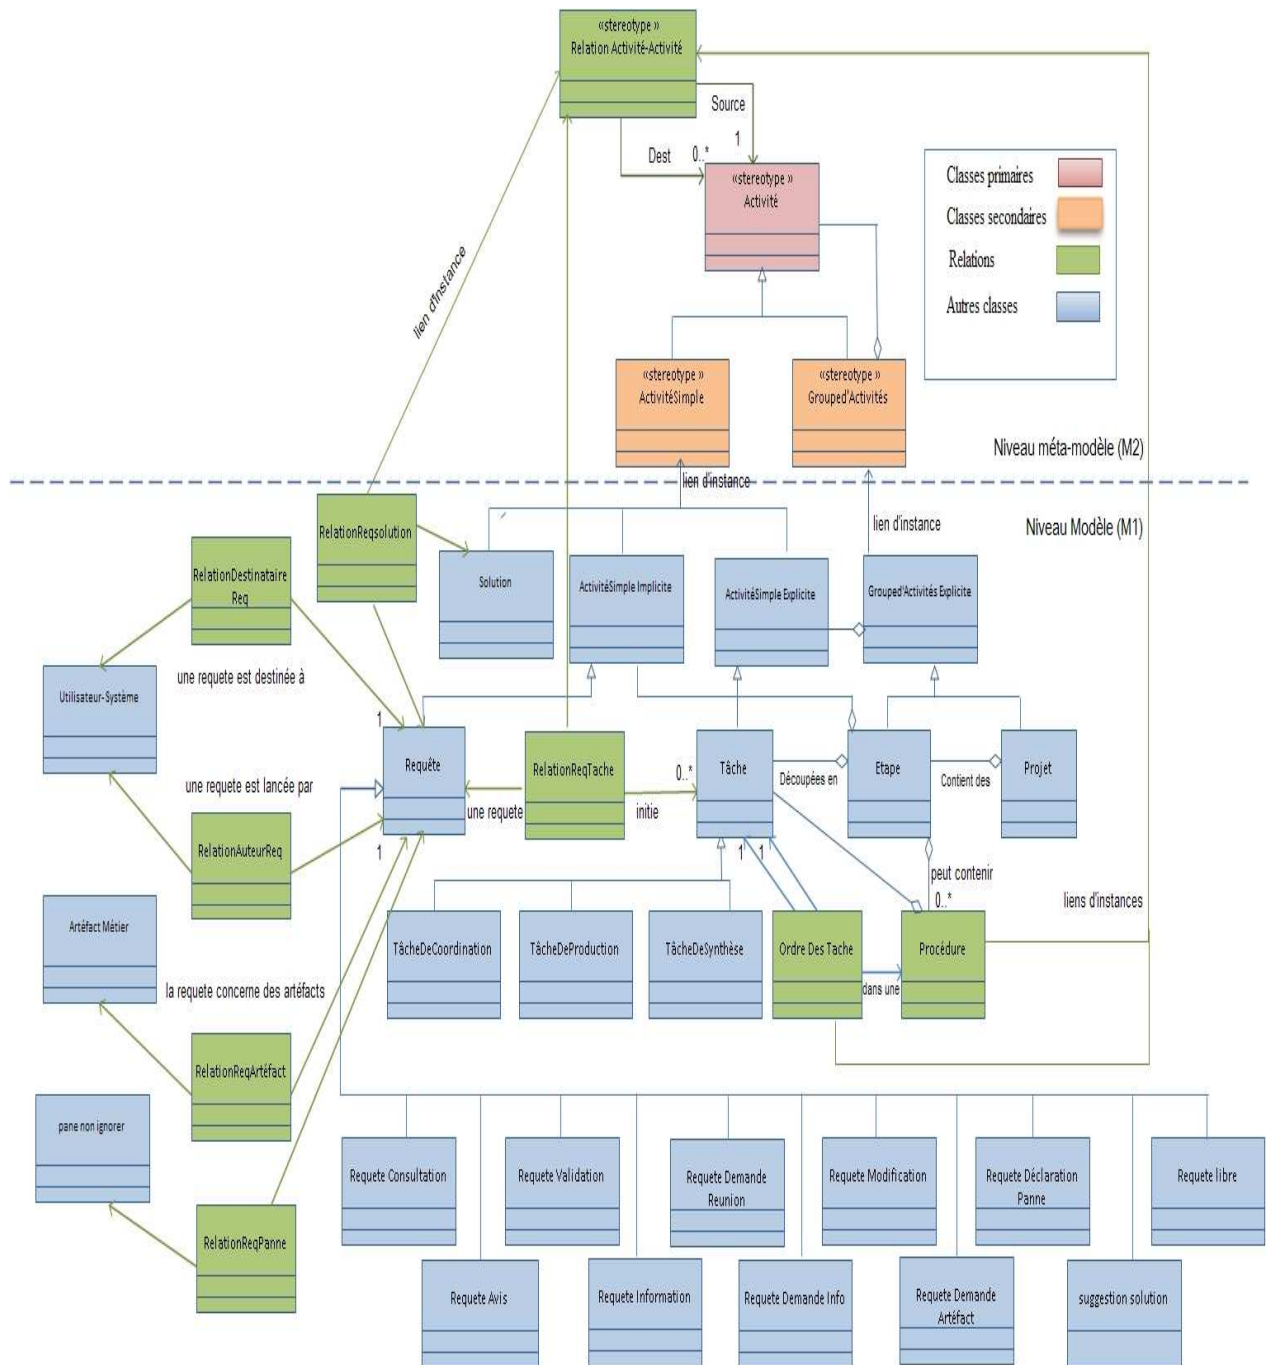 «stereotype »
Relation Activité-Activité
Source
1
Dest
0..*
«stereotype »
Activité
Classes primaires
Classes secondaires
Relations
Autres classes
lien d'instance
«stereotype »
ActivitéSimple
«stereotype »
Grouped'Activités
Niveau méta-modèle (M2)
lien d'instance
lien d'instance
Niveau Modèle (M1)
RelationReqsolution
RelationDestinataire
Req
Solution
ActivitéSimple Implicite
ActivitéSimple Explicite
Grouped'Activités Explicite
une requete est destinée à
Utilisateur-Système
1
Requête
RelationReqTache
0..*
Tâche
Découpées en
Etape
Contient des
Projet
une requete est lancée par
une requete
initie
RelationAuteurReq
1
1
1
peut contenir
0..*
liens d'instances
Artéfact Métier
TâcheDeCoordination
TâcheDeProduction
TâcheDeSynthèse
Ordre Des Tache
dans une
Procédure
la requete concerne des artéfacts
RelationReqArtéfact
pane non ignorer
RelationReqPanne
Requete Consultation
Requete Validation
Requete Demande
Reunion
Requete Modification
Requete Déclaration
Panne
Requete libre
Requete Avis
Requete Information
Requete Demande Info
Requete Demande
Artéfact
suggestion solution